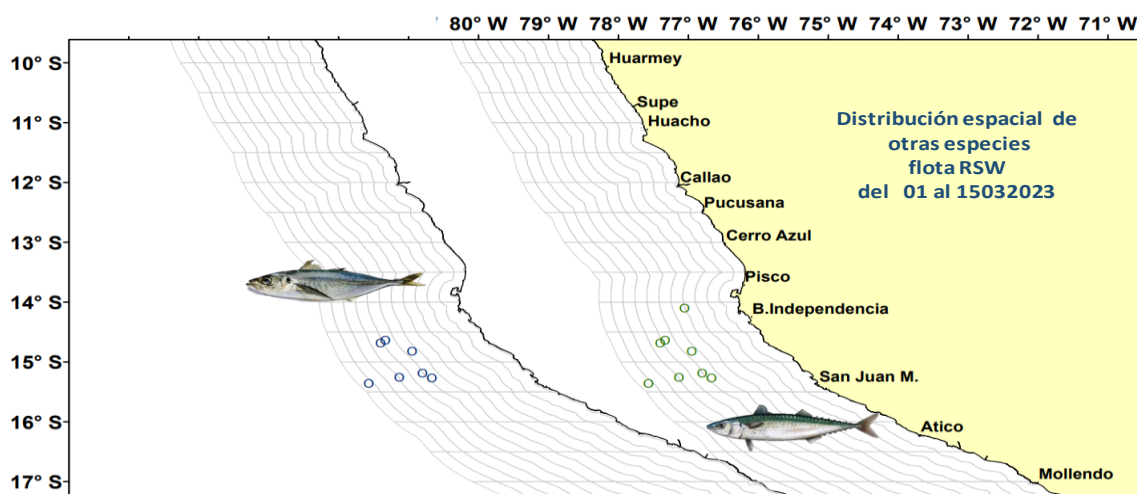 80° W 79° W 78° W 77° W 76° W 75° W 74° W 73° W 72° W 71° W
10° S
11° S
12° S
13° S
14° S
15° S
16° S
17° S
Huarmey
Supe
Huacho
Callao
Pucusana
Cerro Azul
Pisco
B.Independencia
San Juan M.
Atico
Mollendo
Distribución espacial de
otras especies
flota RSW
del 01 al 15032023